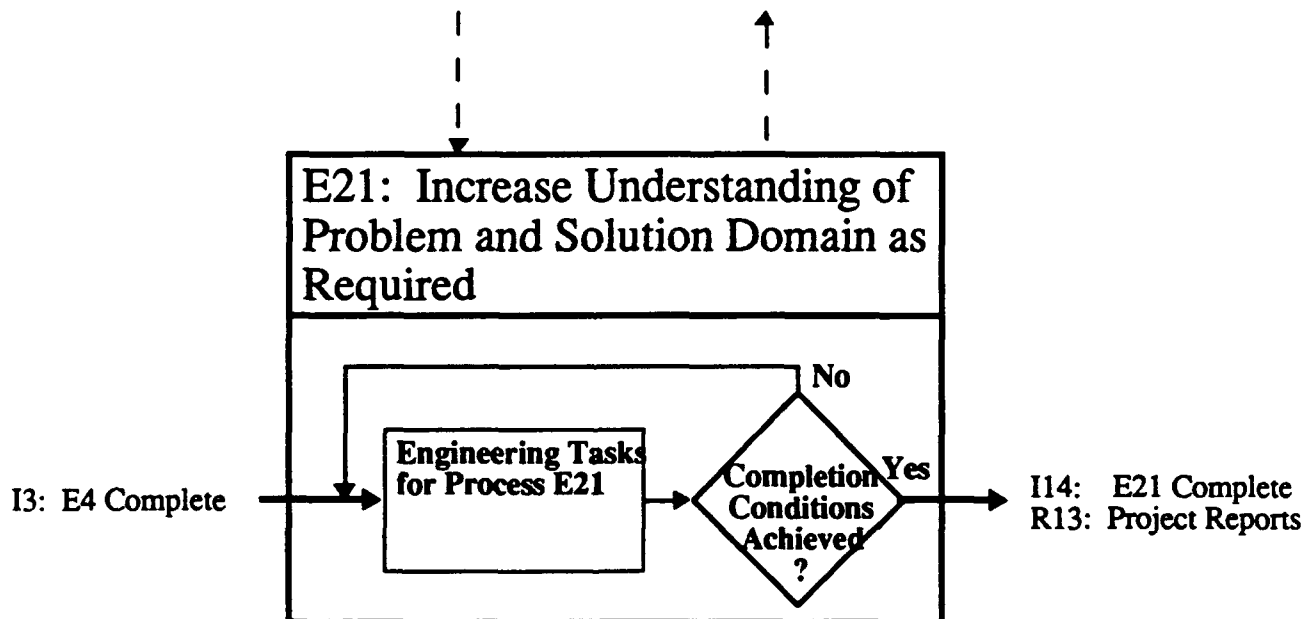 E21: Increase Understanding of
Problem and Solution Domain as
Required
No
Engineering Tasks
for Process E21
Completion
Conditions
Achieved
?
Yes
I3: E4 Complete
I14: E21 Complete
R13: Project Reports